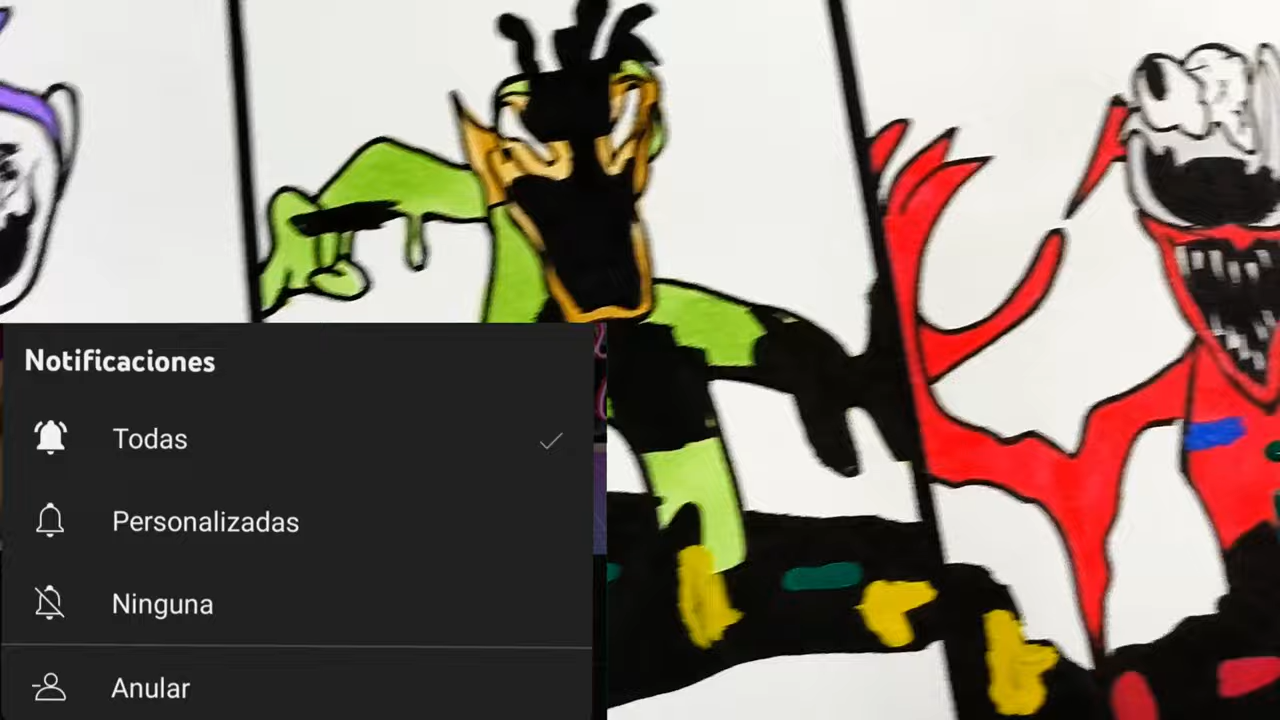 Notificaciones
Todas
Personalizadas
Ninguna
Anular